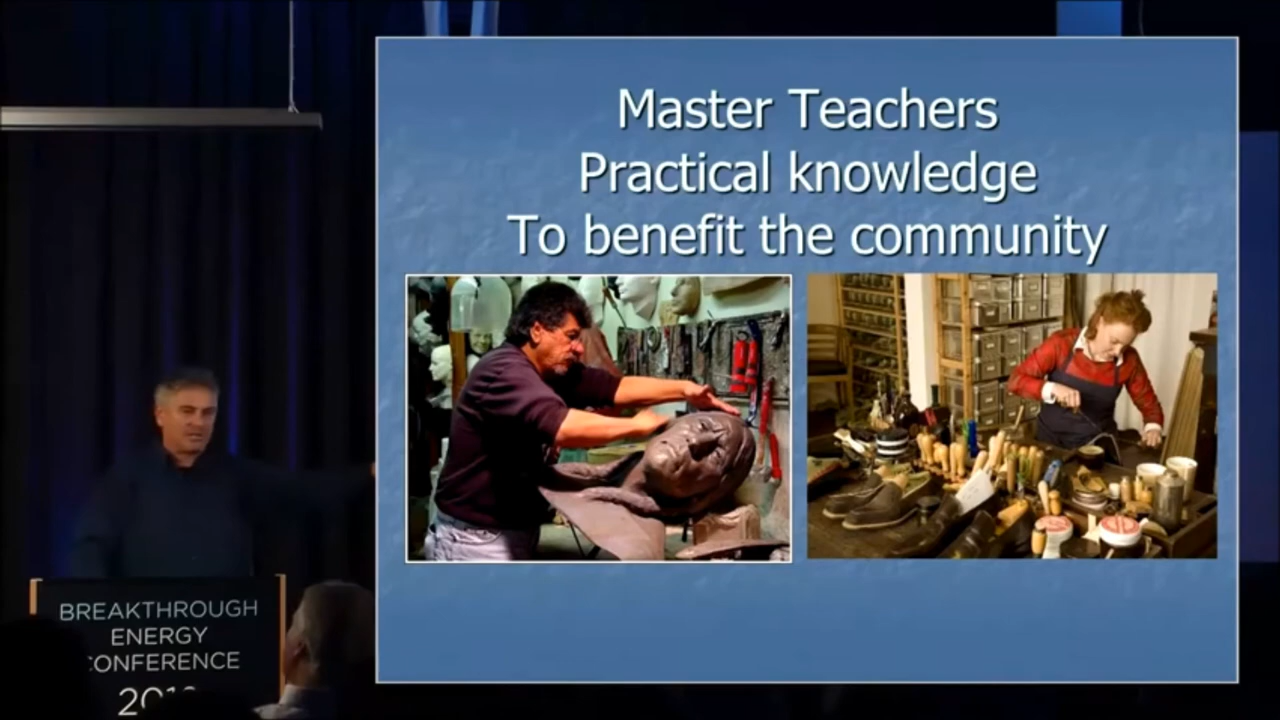 Master Teachers
Practical knowledge
To benefit the community
BREAKTHROUGH
ENERGY
CONFERENCE